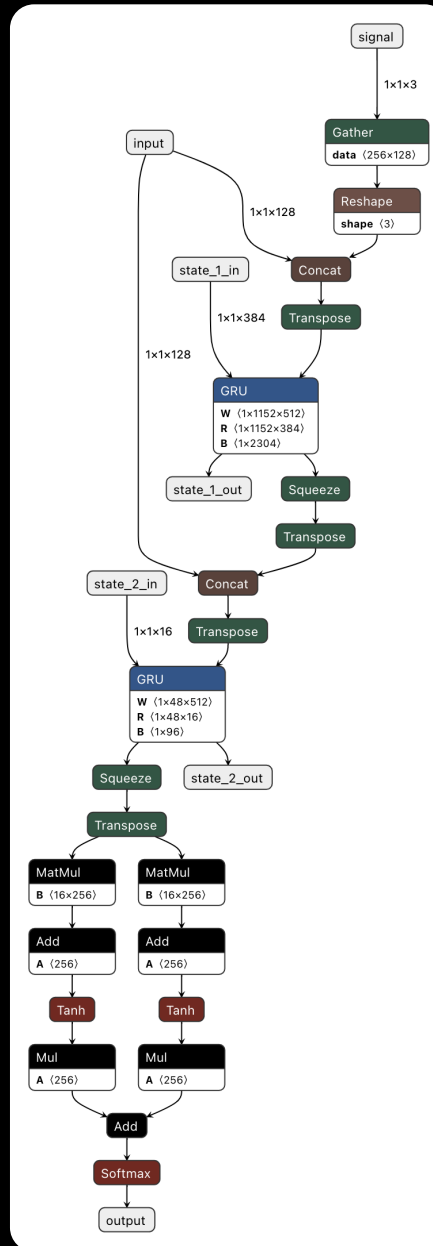 signal
1×1×3
Gather
data ⟨256×128⟩
input
Reshape
shape ⟨3⟩
1×1×128
state_1_in
Concat
1×1×384
Transpose
1×1×128
GRU
W ⟨1×1152×512⟩
R ⟨1×1152×384⟩
B ⟨1×2304⟩
state_1_out
Squeeze
Transpose
state_2_in
Concat
1×1×16
Transpose
GRU
W ⟨1×48×512⟩
R ⟨1×48×16⟩
B ⟨1×96⟩
Squeeze
state_2_out
Transpose
MatMul
B ⟨16×256⟩
MatMul
B ⟨16×256⟩
Add
A ⟨256⟩
Add
A ⟨256⟩
Tanh
Tanh
Mul
A ⟨256⟩
Mul
A ⟨256⟩
Add
Softmax
output